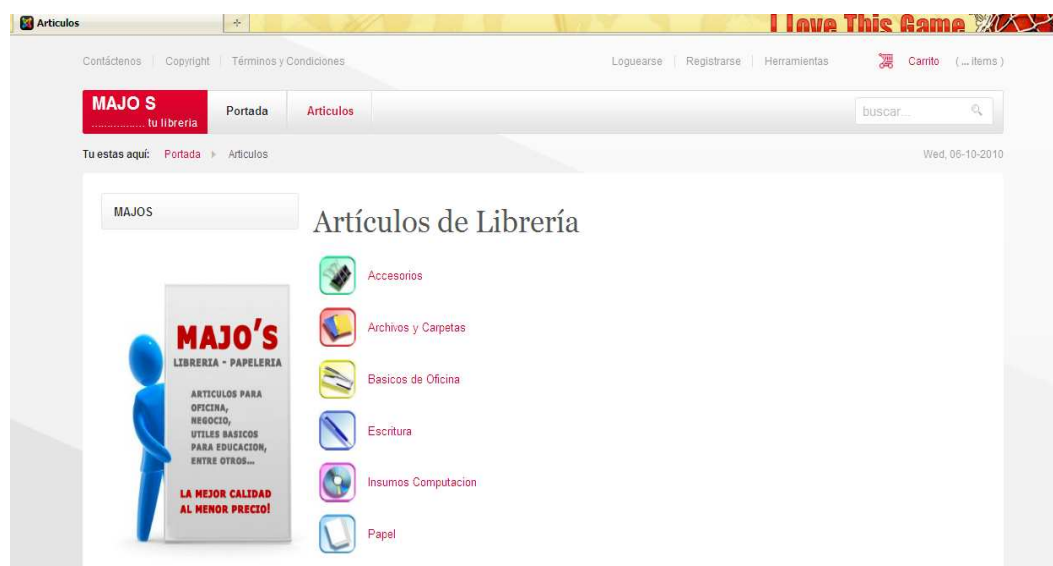 Articulos
I Love This Game
Contáctenos Copyright Términos y Condiciones Loguearse Registrarse Herramientas Carrito (... items )
MAJO S
................. tu libreria
Portada Articulos buscar...
Tu estas aquí: Portada Articulos Wed, 06-10-2010
MAJOS
Artículos de Librería
Accesorios
Archivos y Carpetas
Basicos de Oficina
Escritura
Insumos Computacion
Papel
MAJO'S
LIBRERIA - PAPELERIA
ARTICULOS PARA
OFICINA,
NEGOCIO,
UTILES BASICOS
PARA EDUCACION,
ENTRE OTROS...
LA MEJOR CALIDAD
AL MENOR PRECIO!